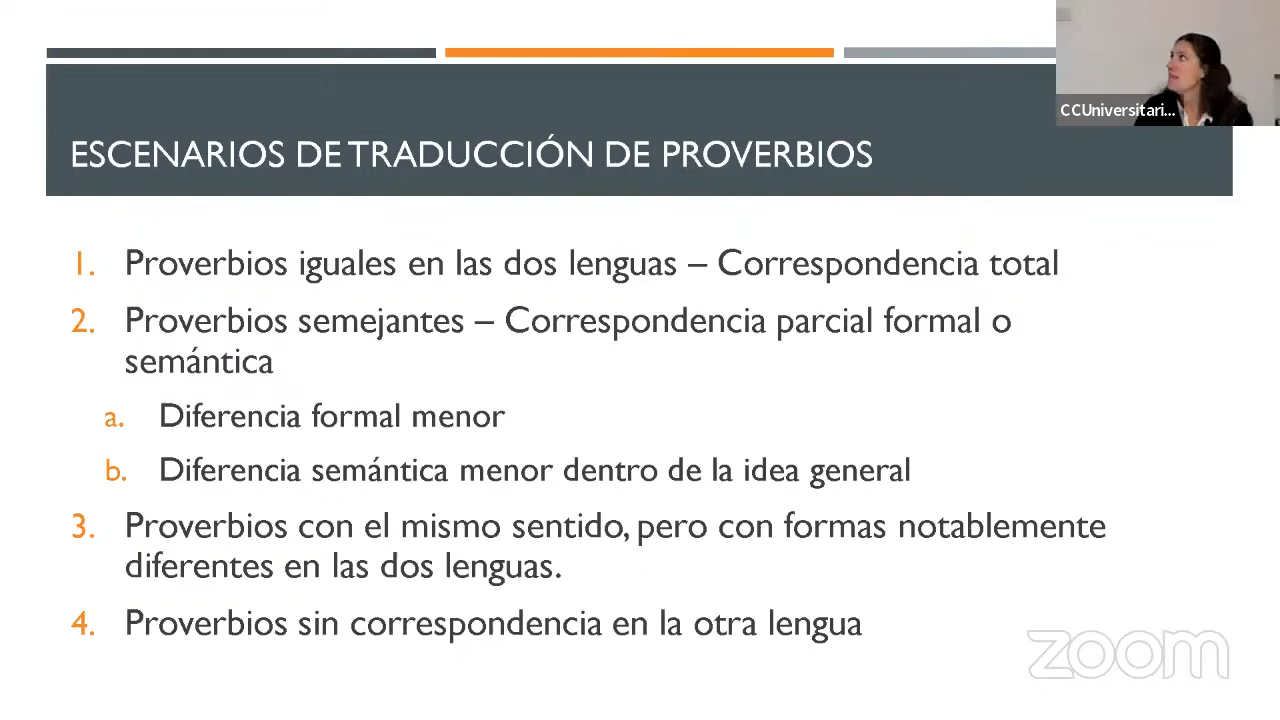 CCUniversitari...
ESCENARIOS DE TRADUCCIÓN DE PROVERBIOS
1. Proverbios iguales en las dos lenguas – Correspondencia total
2. Proverbios semejantes – Correspondencia parcial formal o
semántica
a. Diferencia formal menor
b. Diferencia semántica menor dentro de la idea general
3. Proverbios con el mismo sentido, pero con formas notablemente
diferentes en las dos lenguas.
4. Proverbios sin correspondencia en la otra lengua
zoom